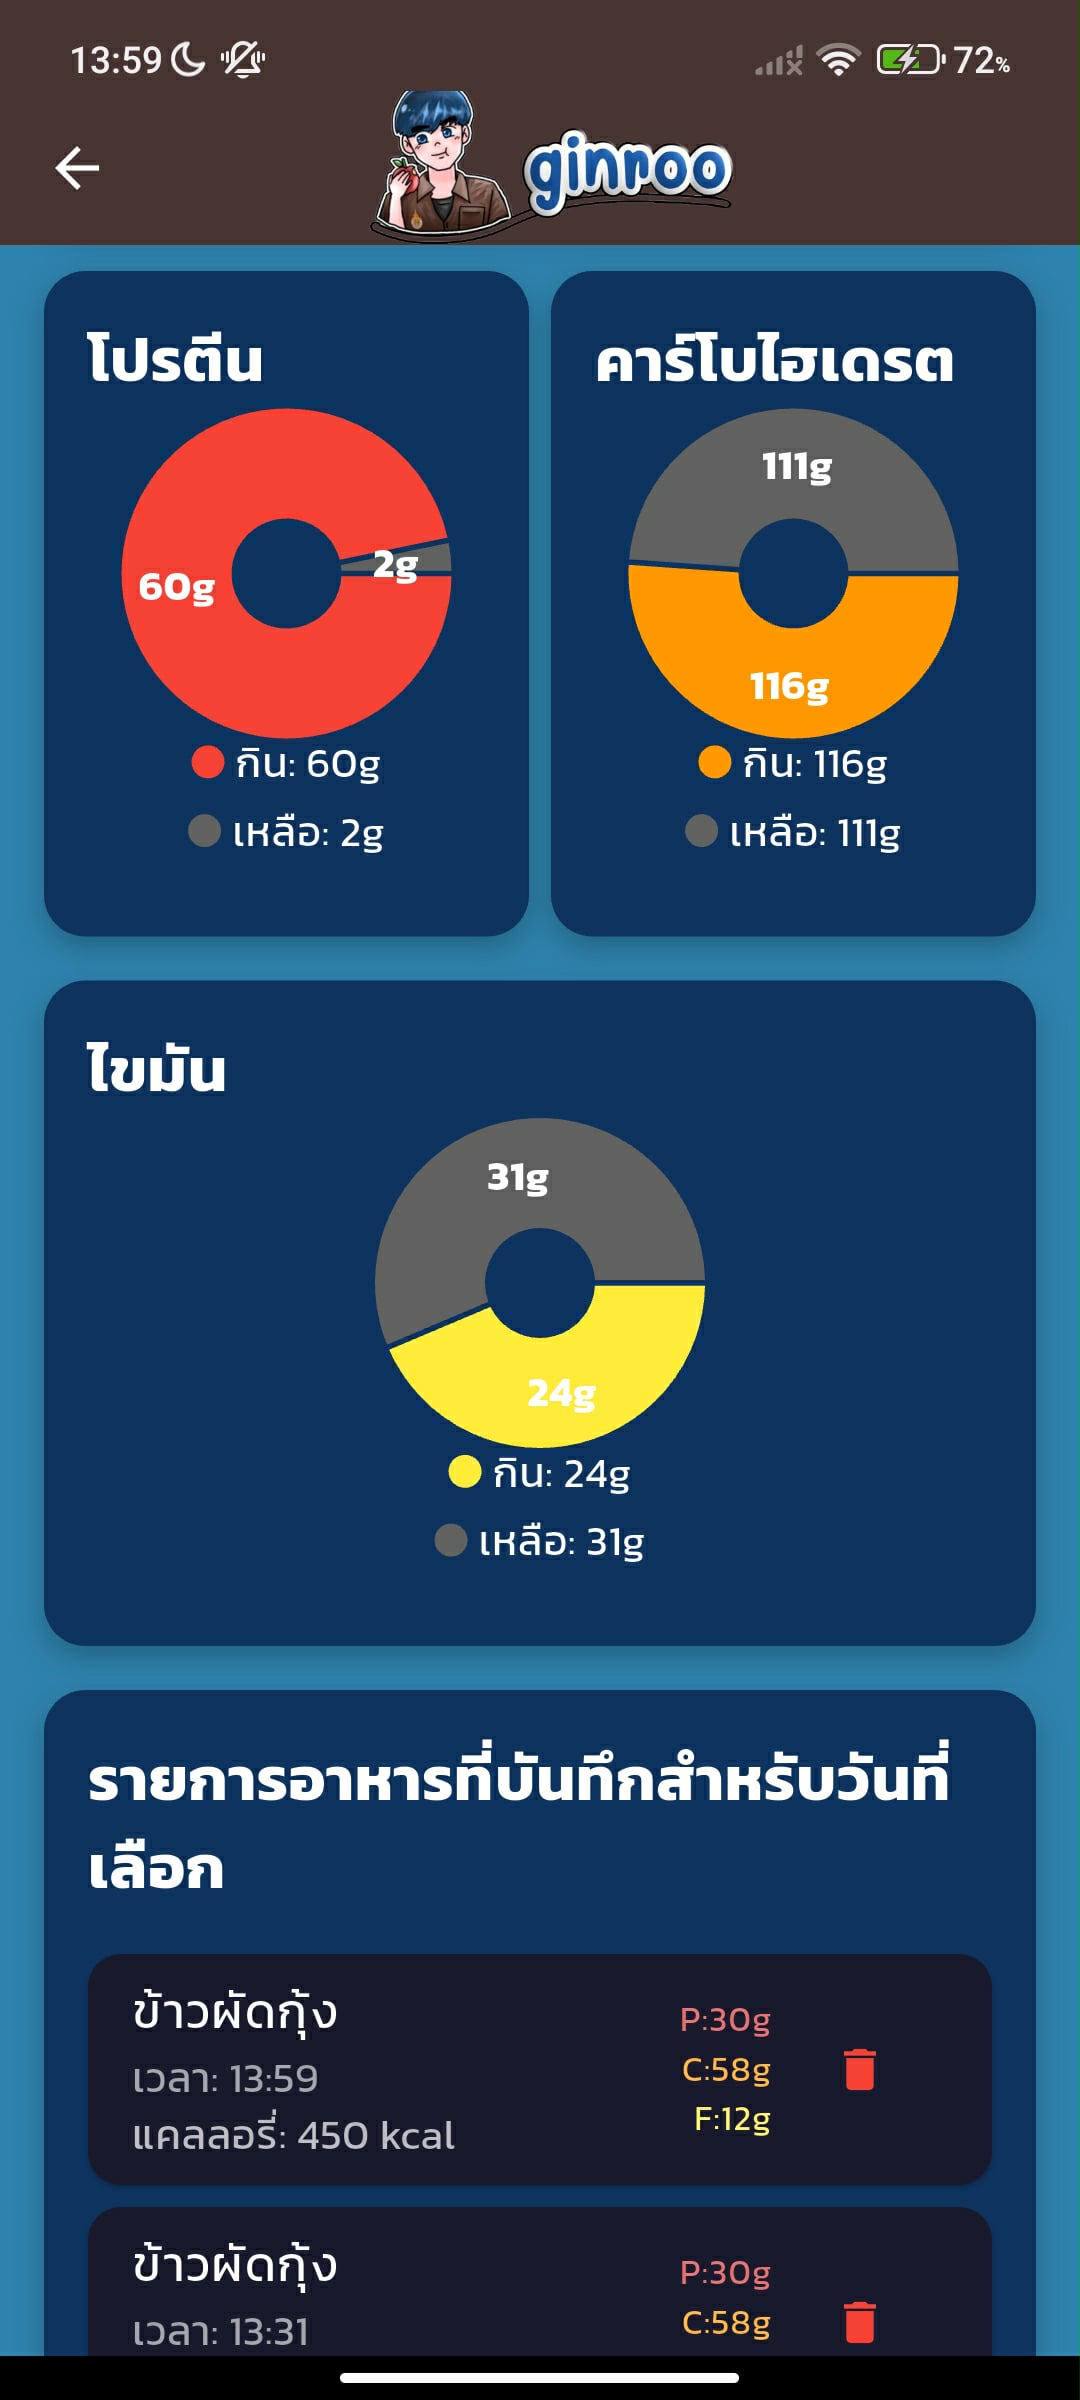 13:59
72%
ginroo
โปรตีน
60g
2g
กิน: 60g
เหลือ: 2g
คาร์โบไฮเดรต
111g
116g
กิน: 116g
เหลือ: 111g
ไขมัน
31g
24g
กิน: 24g
เหลือ: 31g
รายการอาหารที่บันทึกสำหรับวันที่
เลือก
ข้าวผัดกุ้ง
เวลา: 13:59
แคลลอรี่: 450 kcal
P:30g
C:58g
F:12g
ข้าวผัดกุ้ง
เวลา: 13:31
P:30g
C:58g